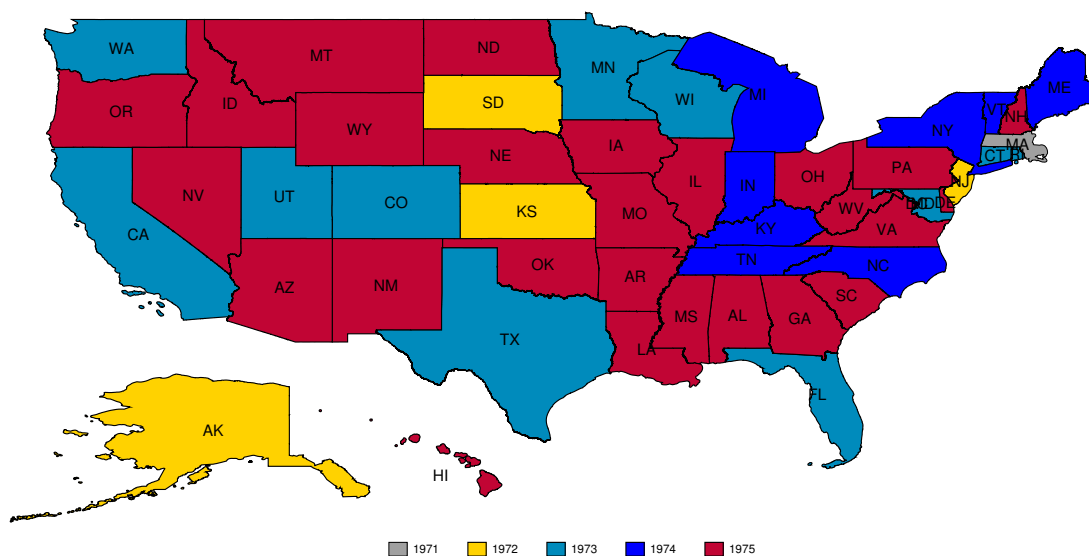 WA
MT
ND
MN
ME
OR
ID
SD
WI
MI
VT
NH
WY
NY
MA
NE
IA
CT
RI
PA
NV
UT
CO
IL
IN
OH
NJ
CA
KS
MO
WV
DC
MD
DE
KY
VA
AZ
NM
OK
AR
TN
NC
SC
TX
MS
AL
GA
LA
FL
AK
HI
1971 1972 1973 1974 1975